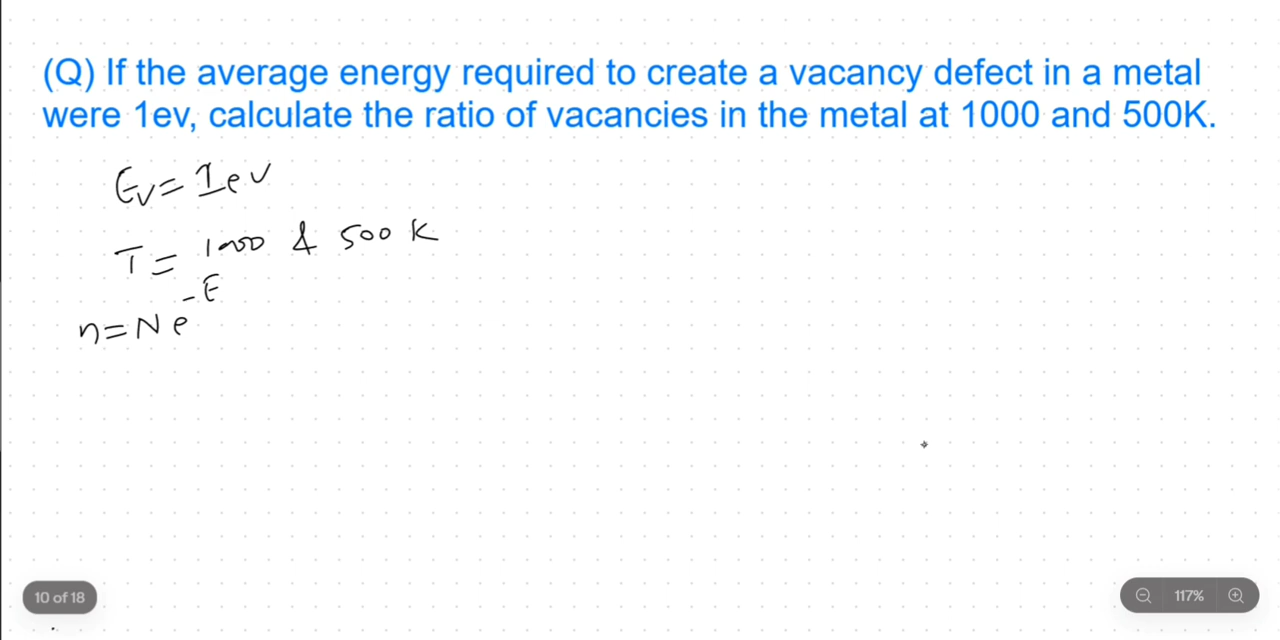 (Q) If the average energy required to create a vacancy defect in a metal
were 1ev, calculate the ratio of vacancies in the metal at 1000 and 500K.
Ev = 1ev
T = 1000 & 500 K
n = N e^-E
10 of 18
117%